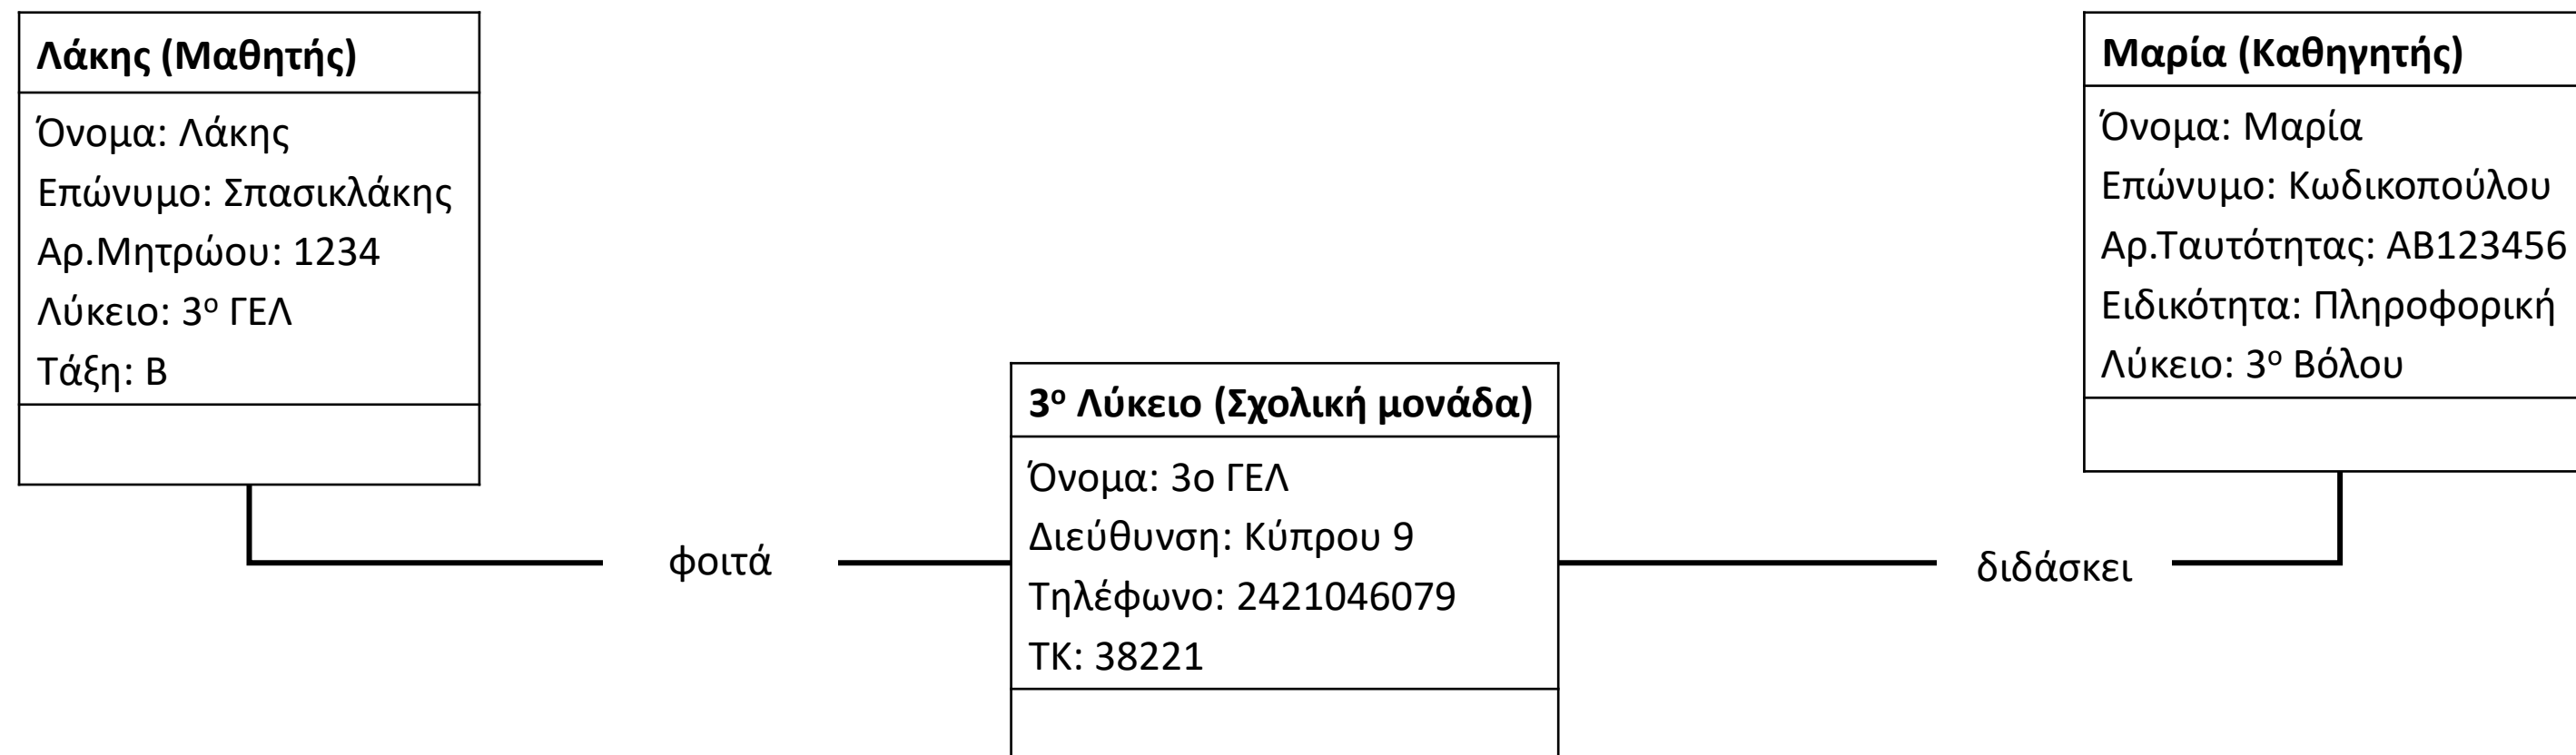 Λάκης (Μαθητής)
Όνομα: Λάκης
Επώνυμο: Σπασικλάκης
Αρ.Μητρώου: 1234
Λύκειο: 3ο ΓΕΛ
Τάξη: Β
φοιτά
3ο Λύκειο (Σχολική μονάδα)
Όνομα: 3ο ΓΕΛ
Διεύθυνση: Κύπρου 9
Τηλέφωνο: 2421046079
ΤΚ: 38221
διδάσκει
Μαρία (Καθηγητής)
Όνομα: Μαρία
Επώνυμο: Κωδικοπούλου
Αρ.Ταυτότητας: ΑΒ123456
Ειδικότητα: Πληροφορική
Λύκειο: 3ο Βόλου